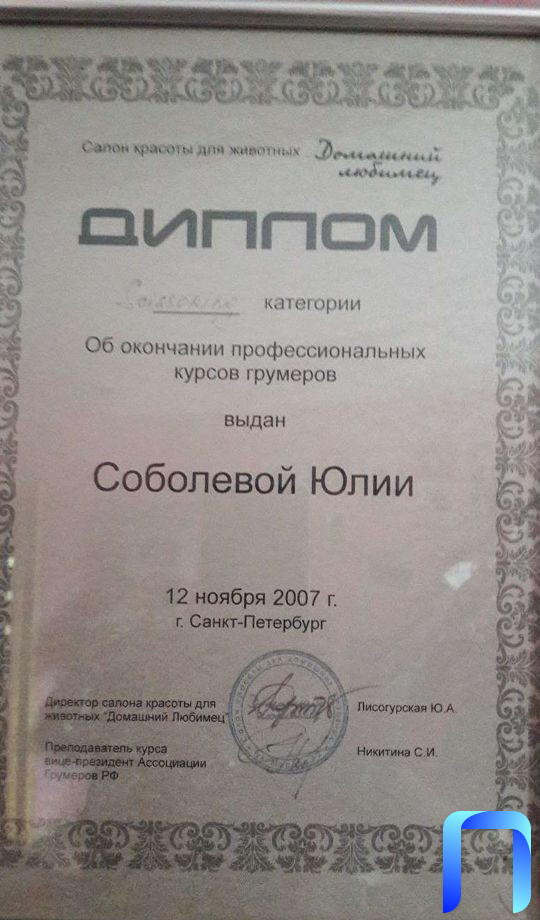 Салон красоты для животных Домашний
любимец
ДИПЛОМ
Scissoring категории
Об окончании профессиональных
курсов грумеров
выдан
Соболевой Юлии
12 ноября 2007 г.
г. Санкт-Петербург
Директор салона красоты для
животных "Домашний Любимец"
Лисогурская Ю.А.
Преподаватель курса
вице-президент Ассоциации
Грумеров РФ
Никитина С.И.